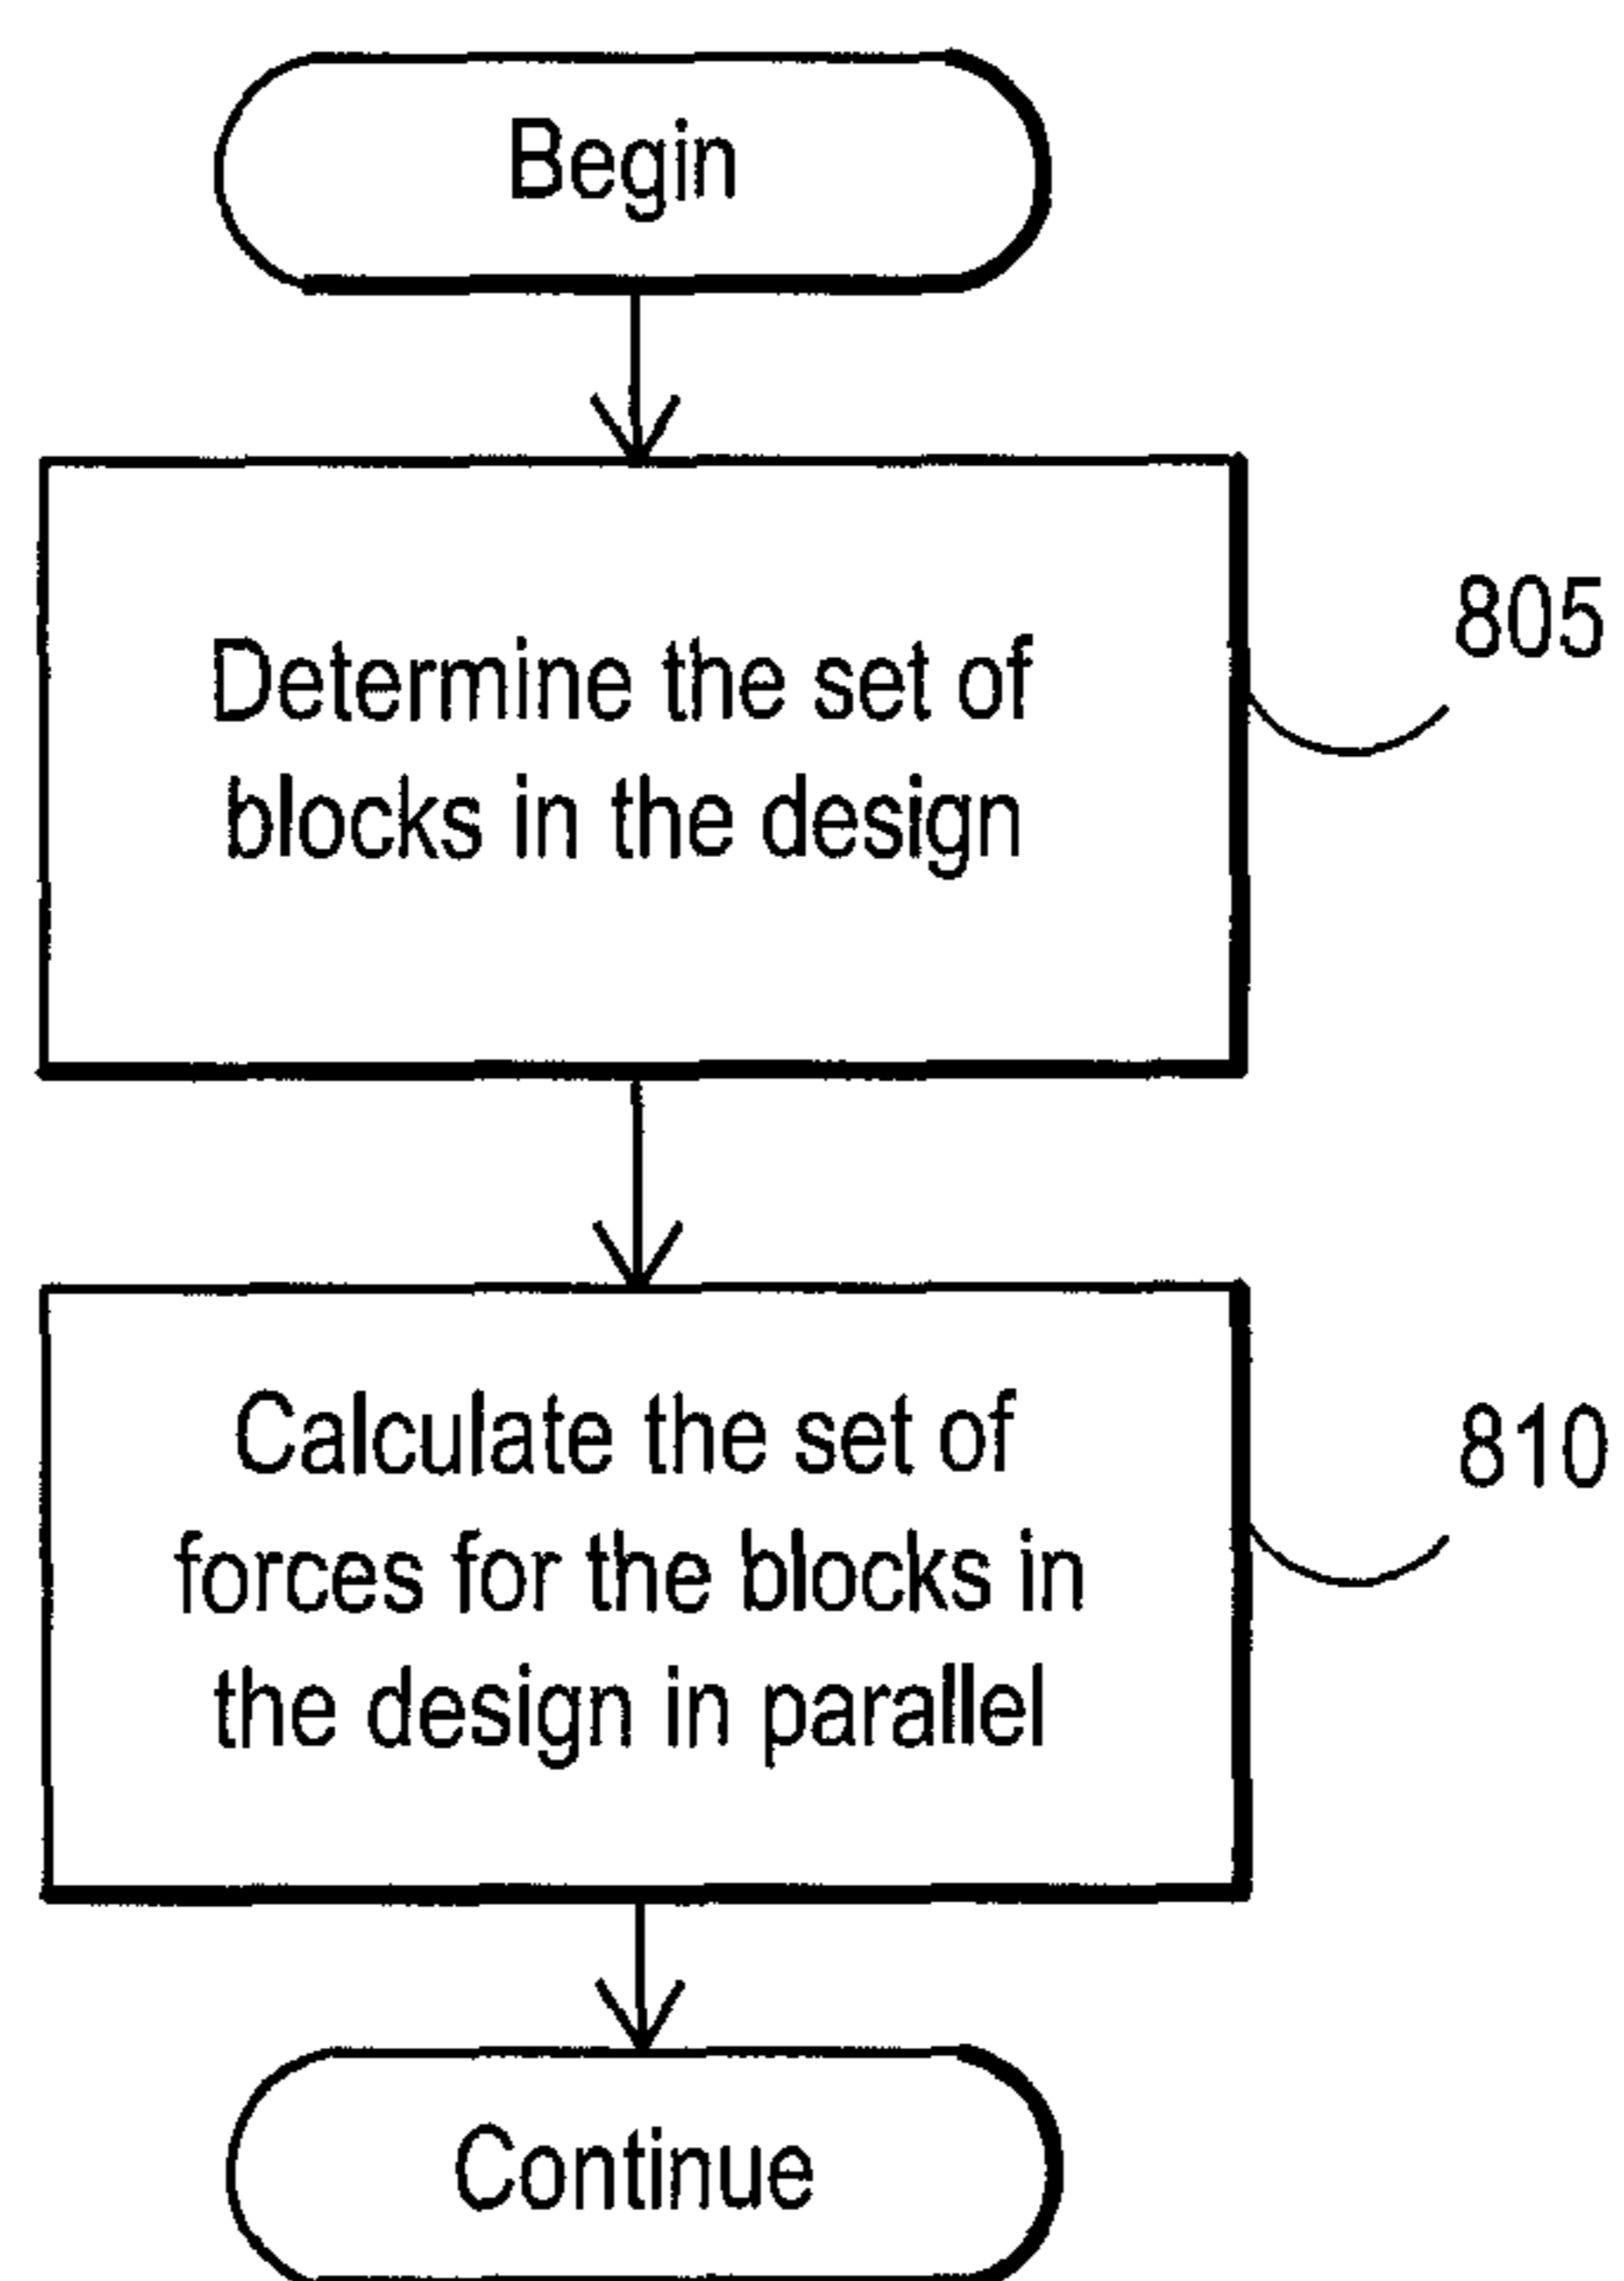 Begin
805
Determine the set of
blocks in the design
810
Calculate the set of
forces for the blocks in
the design in parallel
Continue